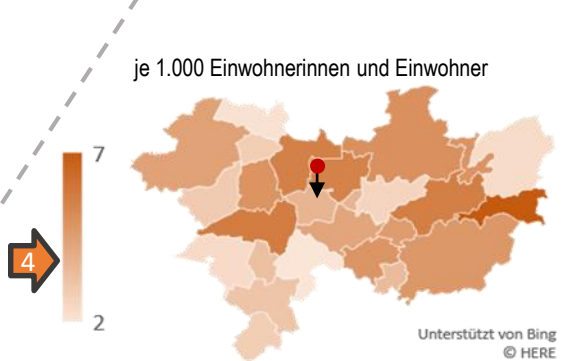 je 1.000 Einwohnerinnen und Einwohner
7
4
2
Unterstützt von Bing
© HERE